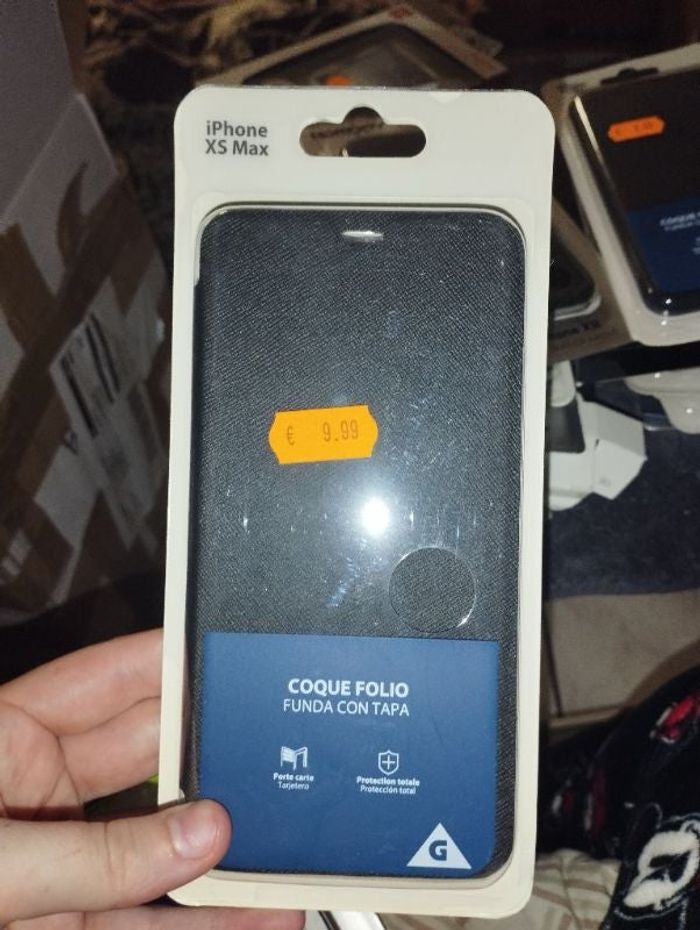 iPhone
XS Max
€ 9.99
COQUE FOLIO
FUNDA CON TAPA
Porte carte
Tarjetero
Protection totale
Protección total
G